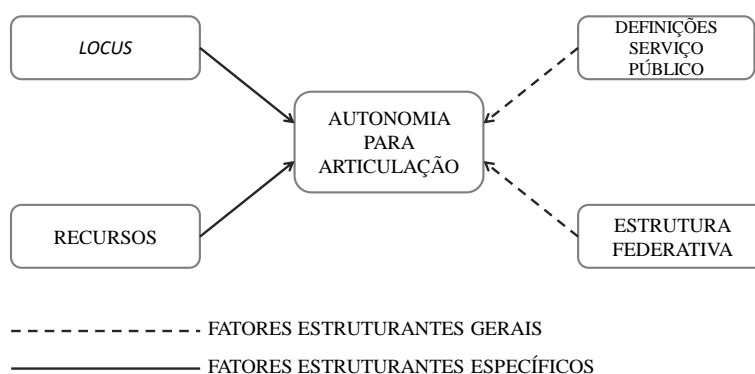 LOCUS
DEFINIÇÕES
SERVIÇO
PÚBLICO
AUTONOMIA
PARA
ARTICULAÇÃO
RECURSOS
ESTRUTURA
FEDERATIVA
FATORES ESTRUTURANTES GERAIS
FATORES ESTRUTURANTES ESPECÍFICOS